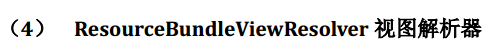 （4） ResourceBundleViewResolver 视图解析器